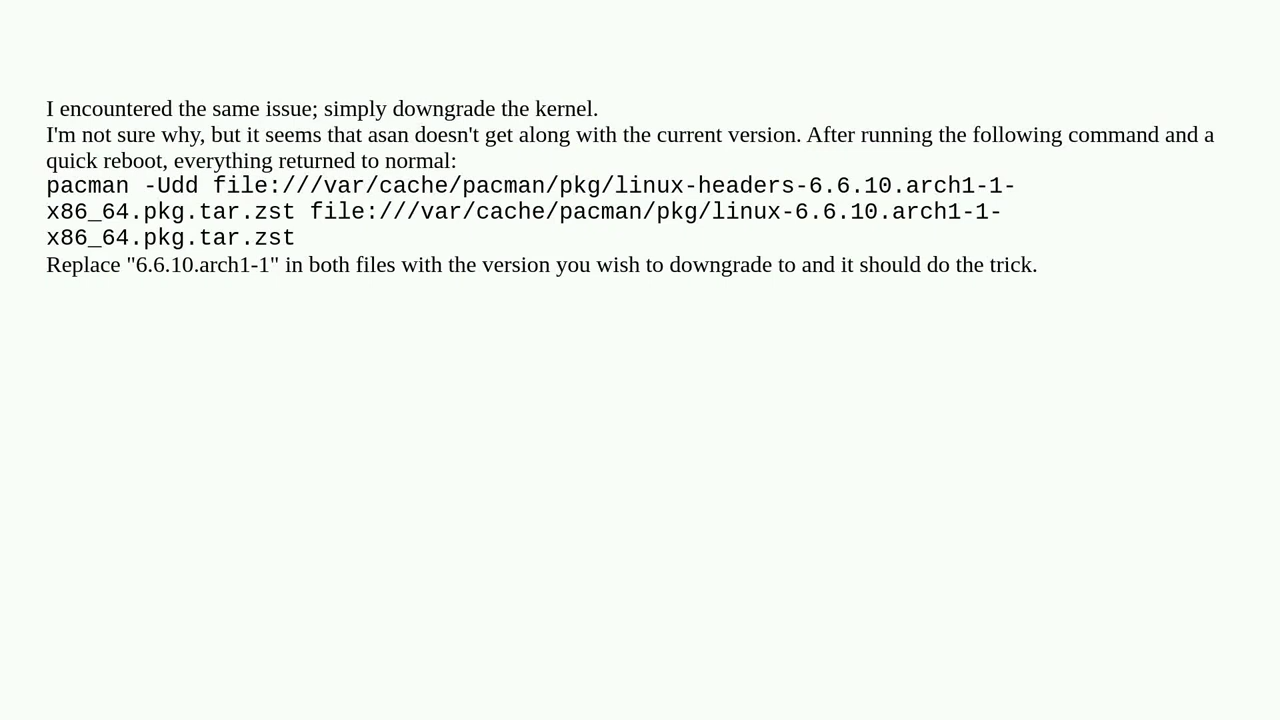 I encountered the same issue; simply downgrade the kernel.
I'm not sure why, but it seems that asan doesn't get along with the current version. After running the following command and a
quick reboot, everything returned to normal:
pacman -Udd file:///var/cache/pacman/pkg/linux-headers-6.6.10.arch1-1-
x86_64.pkg.tar.zst file:///var/cache/pacman/pkg/linux-6.6.10.arch1-1-
x86_64.pkg.tar.zst
Replace "6.6.10.arch1-1" in both files with the version you wish to downgrade to and it should do the trick.